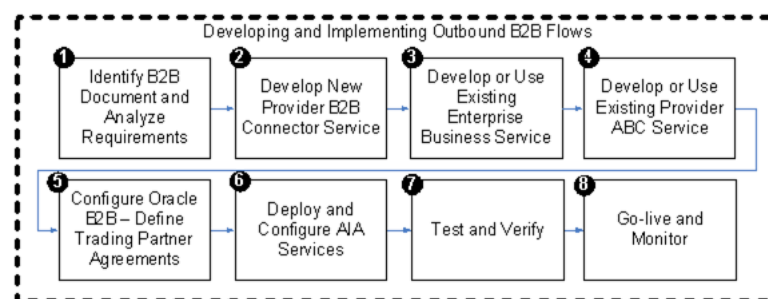 Developing and Implementing Outbound B2B Flows
1
Identify B2B
Document and
Analyze
Requirements
2
Develop New
Provider B2B
Connector Service
3
Develop or Use
Existing
Enterprise
Business Service
4
Develop or Use
Existing Provider
ABC Service
5
Configure Oracle
B2B – Define
Trading Partner
Agreements
6
Deploy and
Configure AIA
Services
7
Test and Verify
8
Go-live and
Monitor